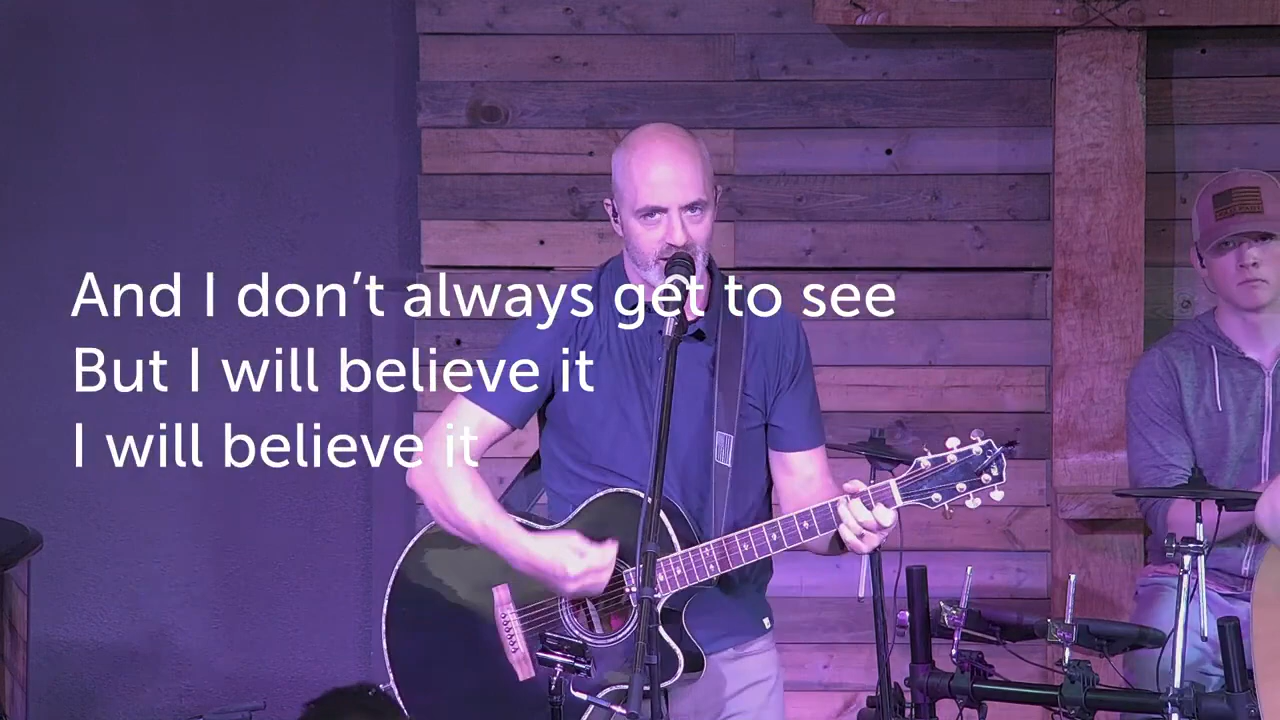 And I don’t always get to see
But I will believe it
I will believe it